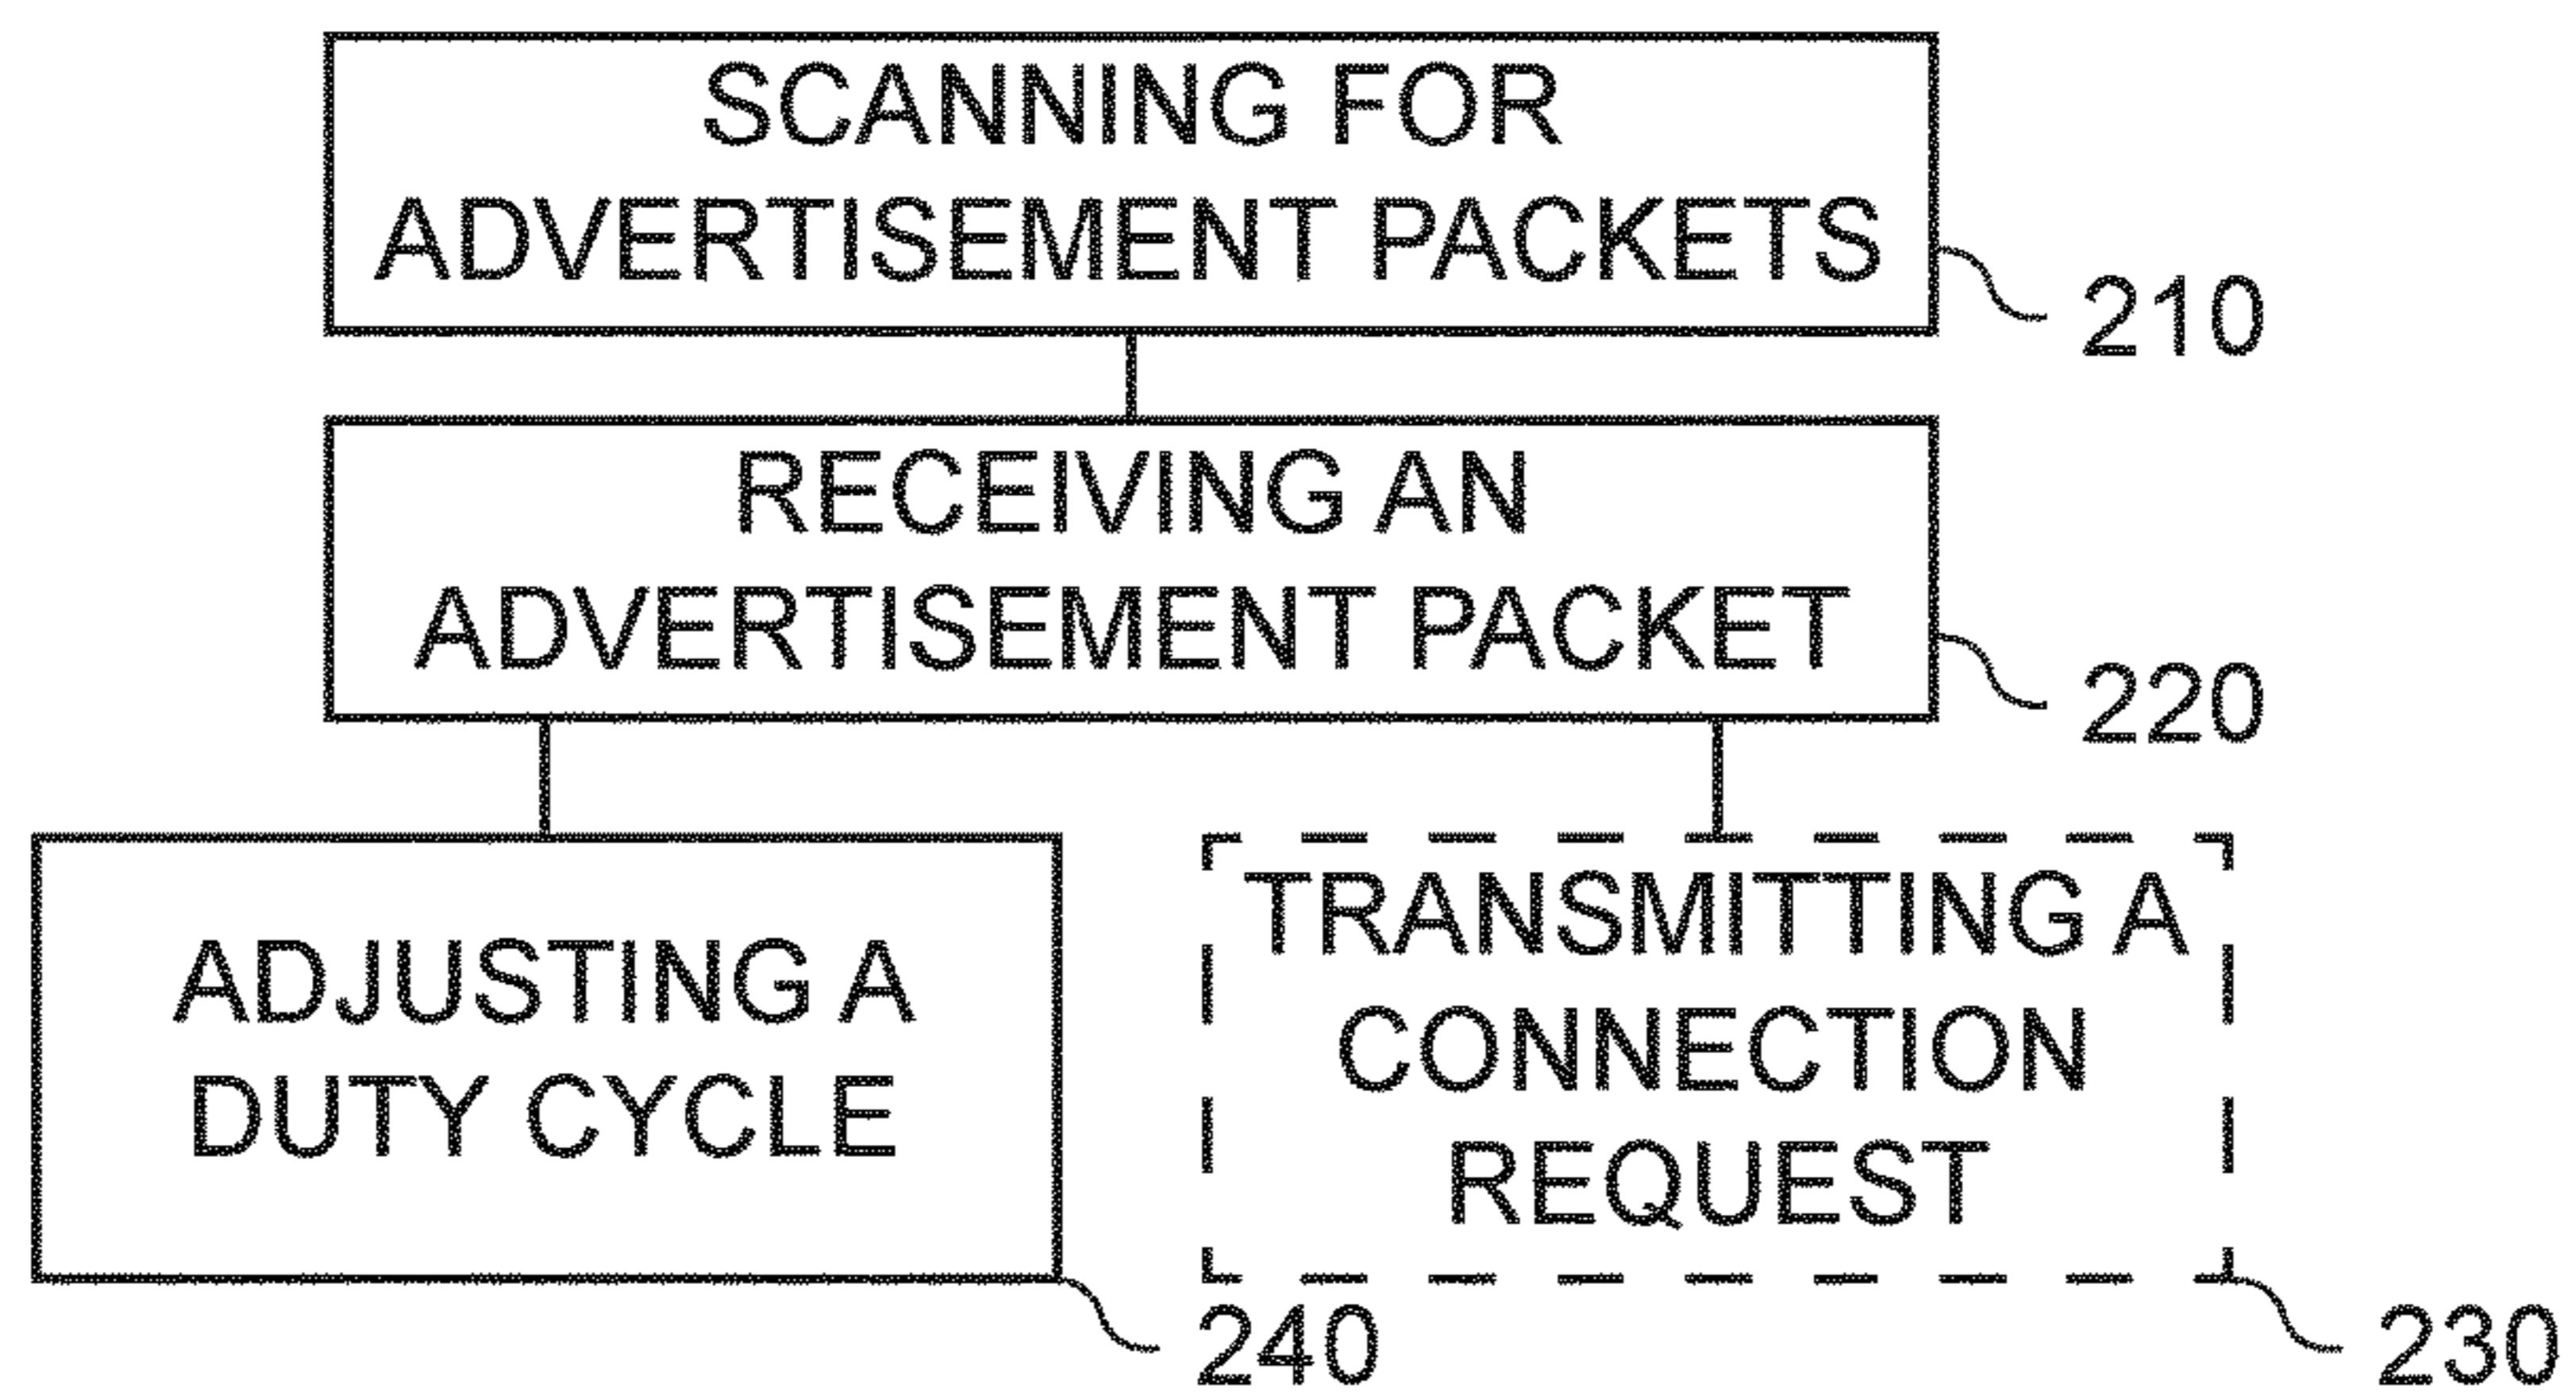 SCANNING FOR
ADVERTISEMENT PACKETS
210
RECEIVING AN
ADVERTISEMENT PACKET
220
ADJUSTING A
DUTY CYCLE
240
TRANSMITTING A
CONNECTION
REQUEST
230